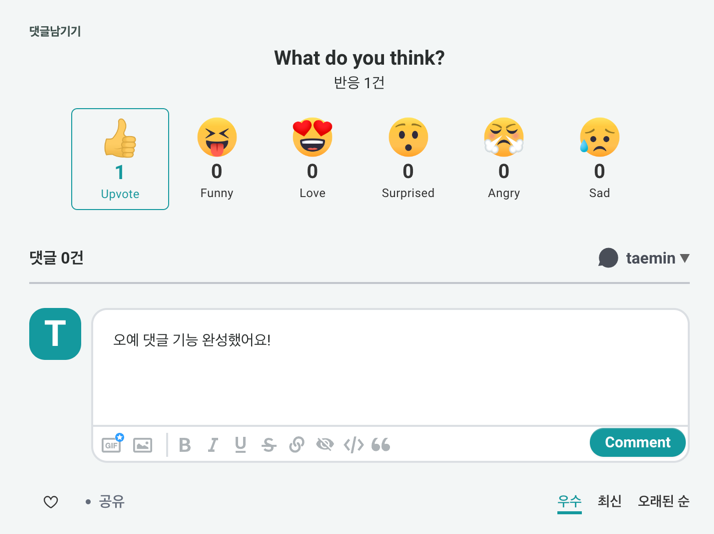 댓글남기기
What do you think?
반응 1건
1 0 0 0 0 0
Upvote Funny Love Surprised Angry Sad
댓글 0건 taemin
T
오예 댓글 기능 완성했어요!
GIF B I U S </> Comment
• 공유 우수 최신 오래된 순